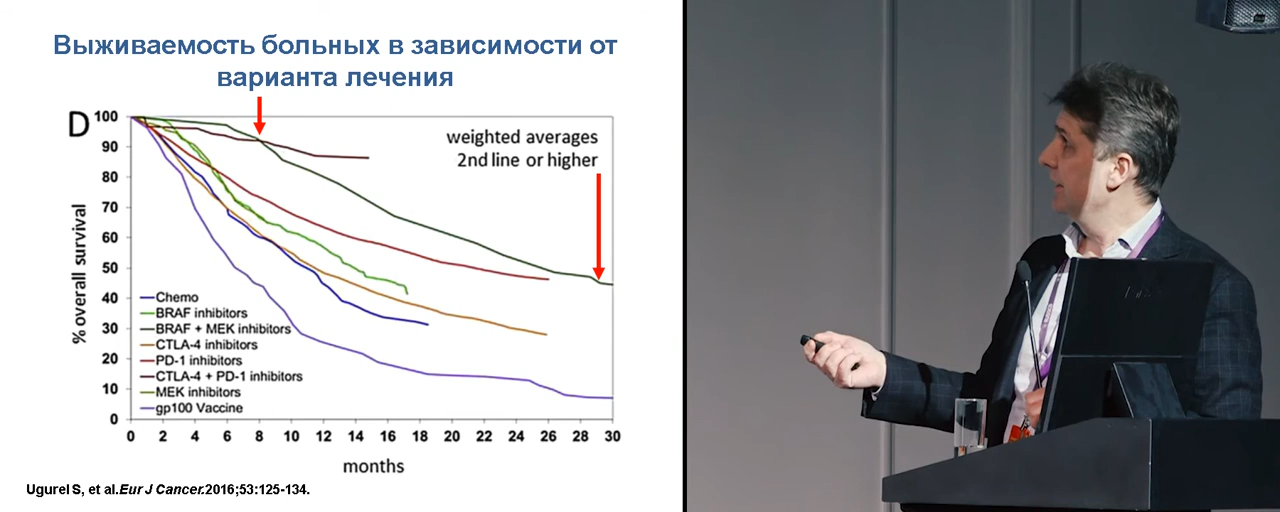 Выживаемость больных в зависимости от
варианта лечения
D
weighted averages
2nd line or higher
% overall survival
100
90
80
70
60
50
40
30
20
10
0
Chemo
BRAF inhibitors
BRAF + MEK inhibitors
CTLA-4 inhibitors
PD-1 inhibitors
CTLA-4 + PD-1 inhibitors
MEK inhibitors
gp100 Vaccine
0 2 4 6 8 10 12 14 16 18 20 22 24 26 28 30
months
Ugurel S, et al.Eur J Cancer.2016;53:125-134.